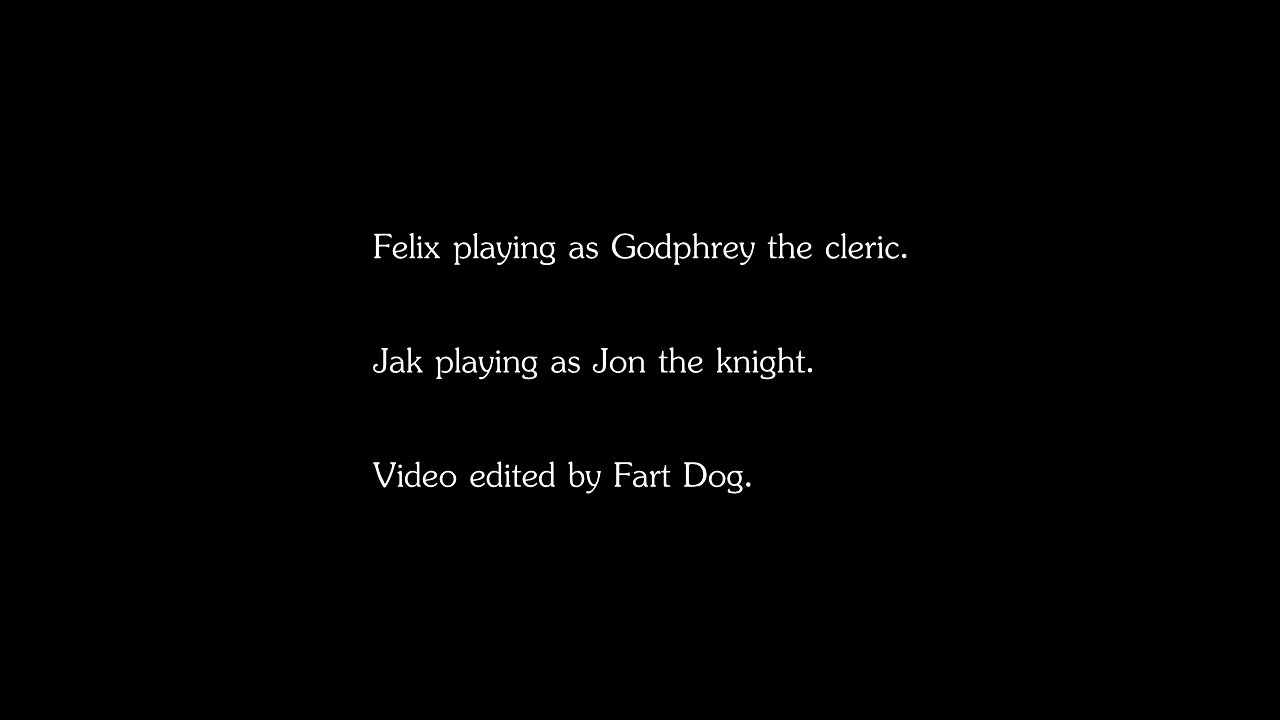 Felix playing as Godphrey the cleric.
Jak playing as Jon the knight.
Video edited by Fart Dog.